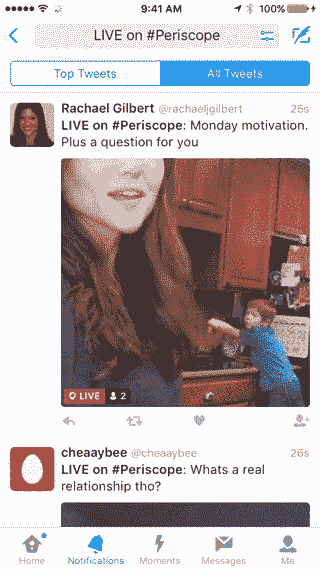 9:41 AM
100%
LIVE on #Periscope
Top Tweets
All Tweets
Rachael Gilbert @rachaeljgilbert 25s
LIVE on #Periscope: Monday motivation.
Plus a question for you
LIVE 2
cheaaybee @cheaaybee 26s
LIVE on #Periscope: Whats a real
relationship tho?
Home
Notifications
Moments
Messages
Me